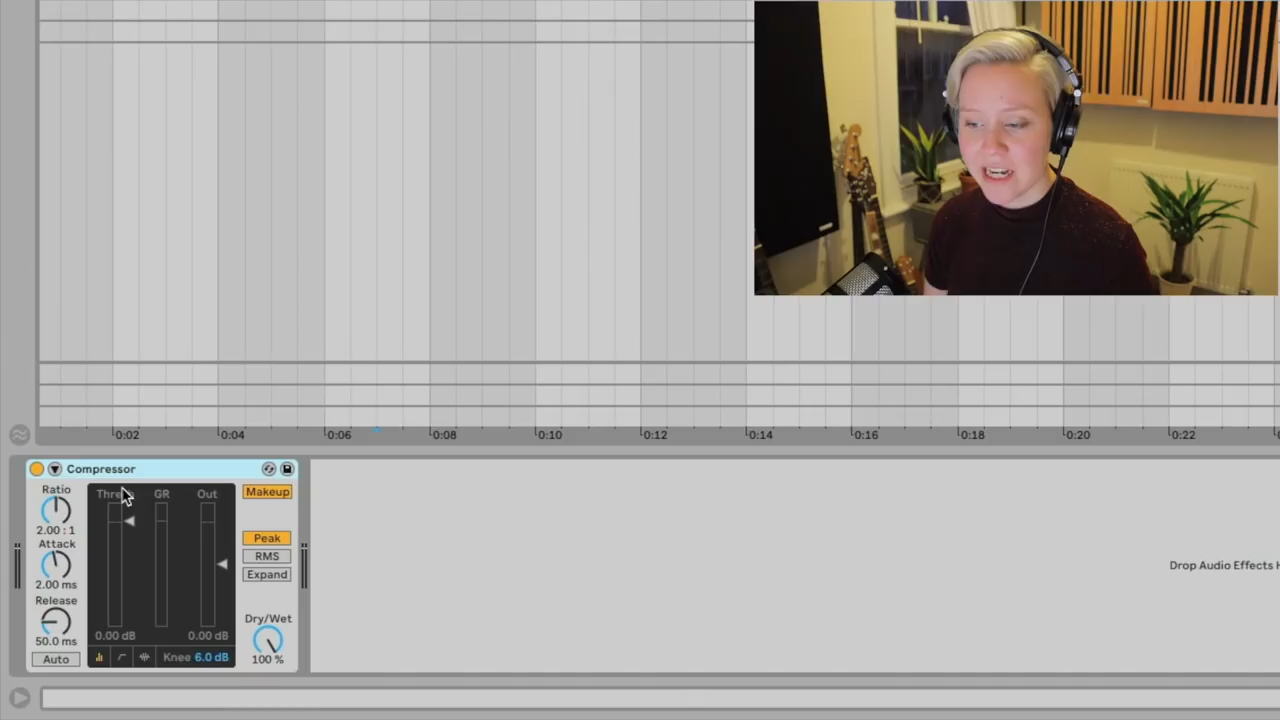 0:02 0:04 0:06 0:08 0:10 0:12 0:14 0:16 0:18 0:20 0:22
Compressor
Ratio
2.00 : 1
Attack
2.00 ms
Release
50.0 ms
Auto
GR Out
0.00 dB 0.00 dB
Knee 6.0 dB
Makeup
Peak
RMS
Expand
Dry/Wet
100 %
Drop Audio Effects